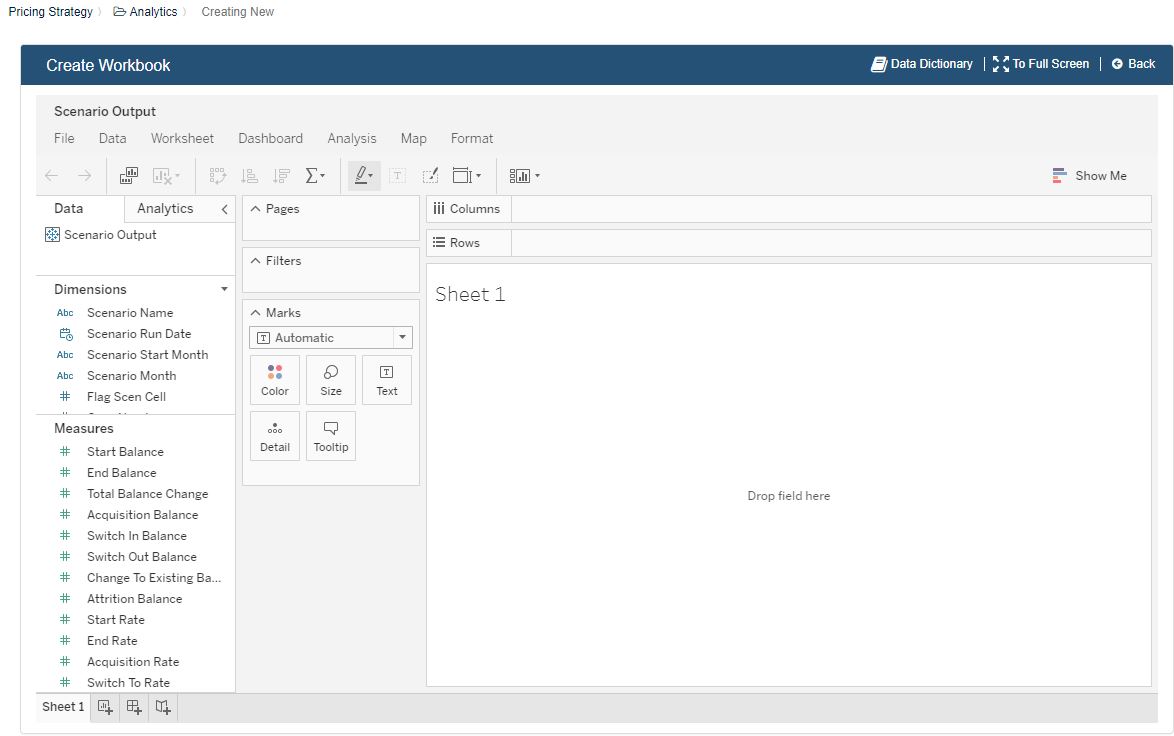 Pricing Strategy 〉 Analytics 〉 Creating New
Create Workbook
Data Dictionary | To Full Screen | Back
Scenario Output
File Data Worksheet Dashboard Analysis Map Format
Show Me
Data Analytics
Scenario Output
Dimensions
Abc Scenario Name
Scenario Run Date
Abc Scenario Start Month
Abc Scenario Month
# Flag Scen Cell
Measures
# Start Balance
# End Balance
# Total Balance Change
# Acquisition Balance
# Switch In Balance
# Switch Out Balance
# Change To Existing Ba...
# Attrition Balance
# Start Rate
# End Rate
# Acquisition Rate
# Switch To Rate
Pages
Filters
Marks
T Automatic
Color Size Text
Detail Tooltip
Columns
Rows
Sheet 1
Drop field here
Sheet 1